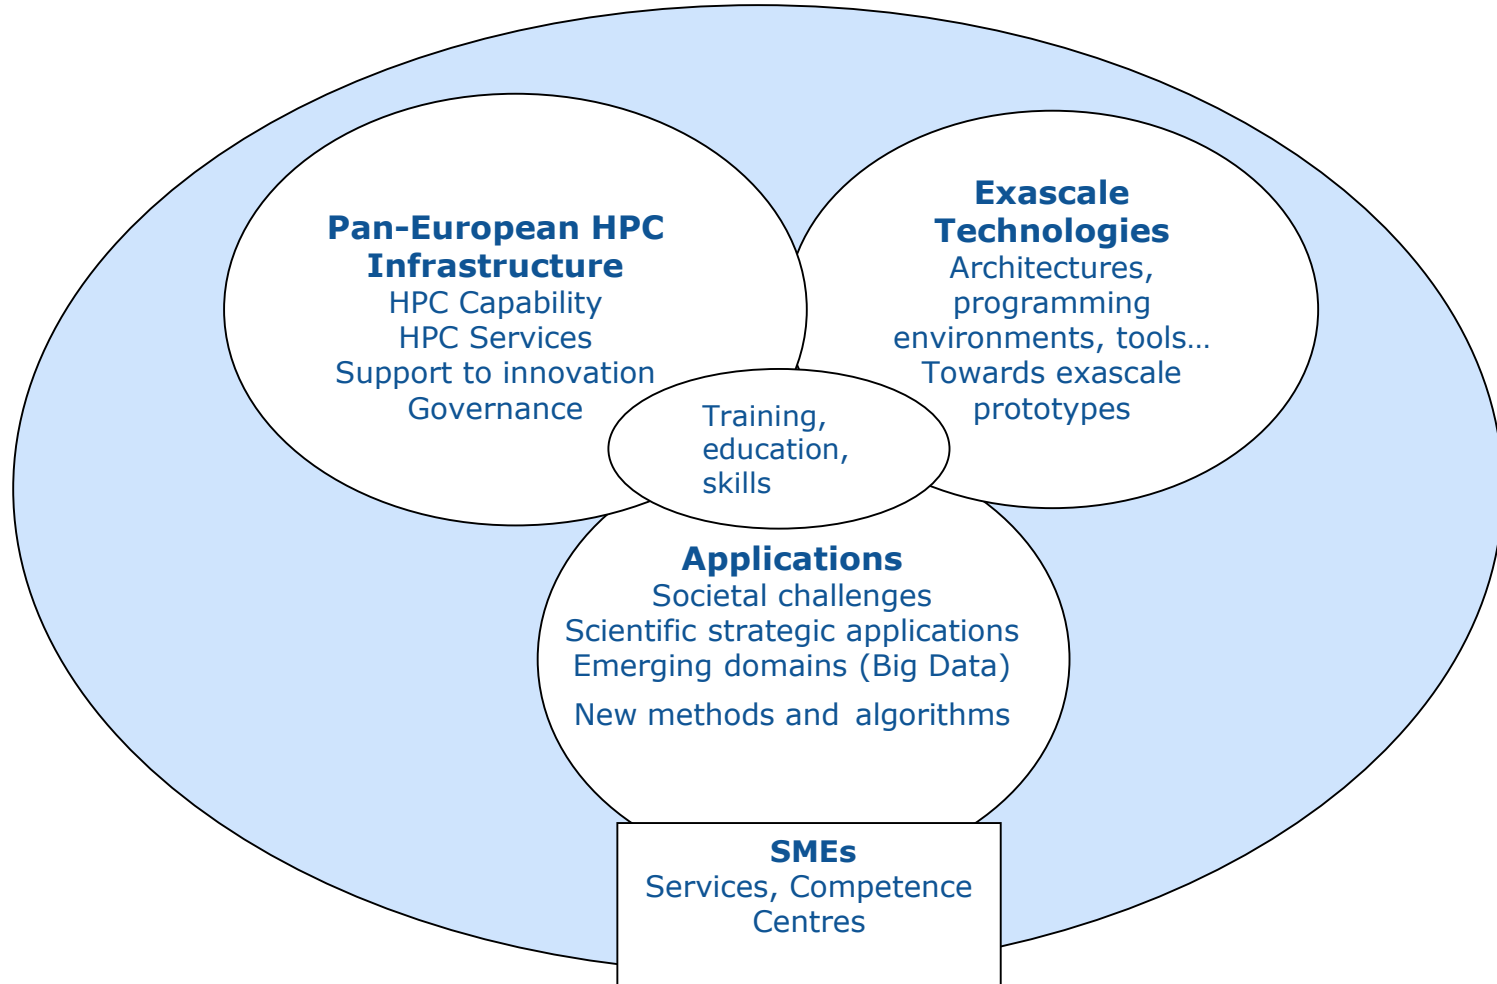 Pan-European HPC
Infrastructure
HPC Capability
HPC Services
Support to innovation
Governance
Exascale
Technologies
Architectures,
programming
environments, tools…
Towards exascale
prototypes
Training,
education,
skills
Applications
Societal challenges
Scientific strategic applications
Emerging domains (Big Data)
New methods and algorithms
SMEs
Services, Competence
Centres